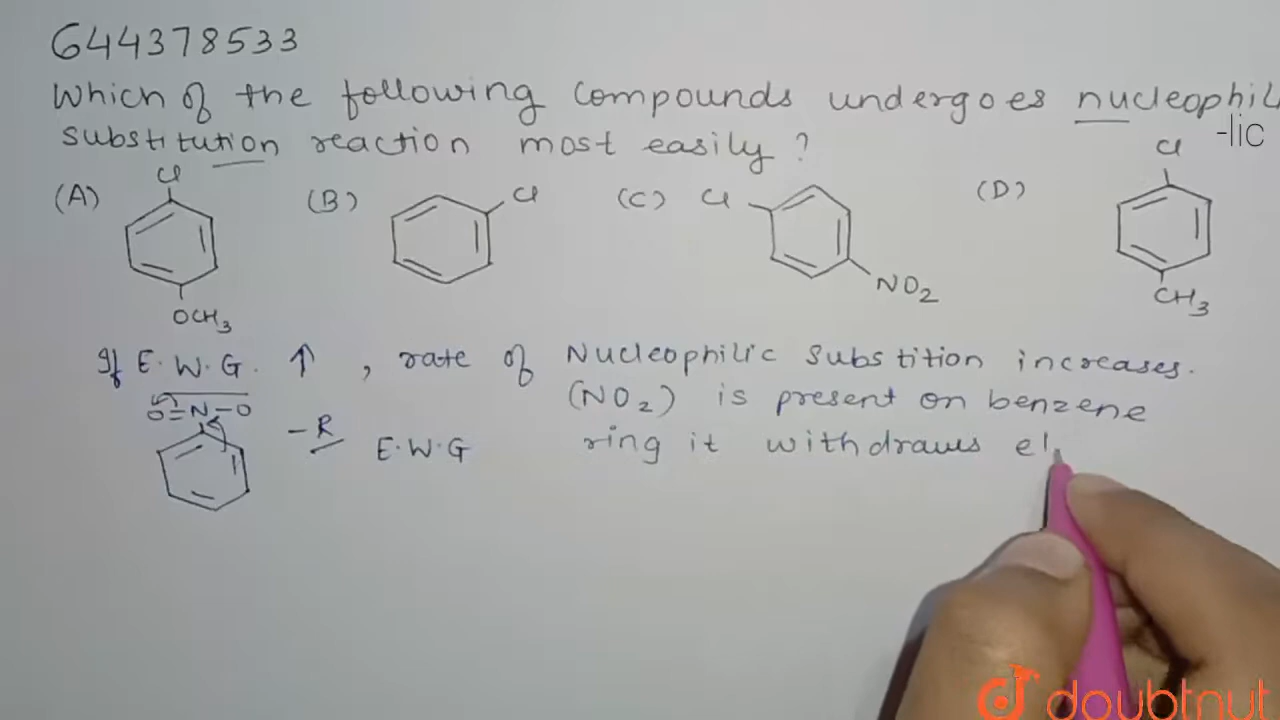 644378533
Which of the following compounds undergoes nucleophil
-lic
substitution reaction most easily ?
(A) Cl OCH3
(B) Cl
(C) Cl NO2
(D) Cl CH3
If E.W.G. ↑ , rate of Nucleophilic substition increases.
(NO2) is present on benzene
O=N-O
-R E.W.G ring it withdraws el
doubtnut